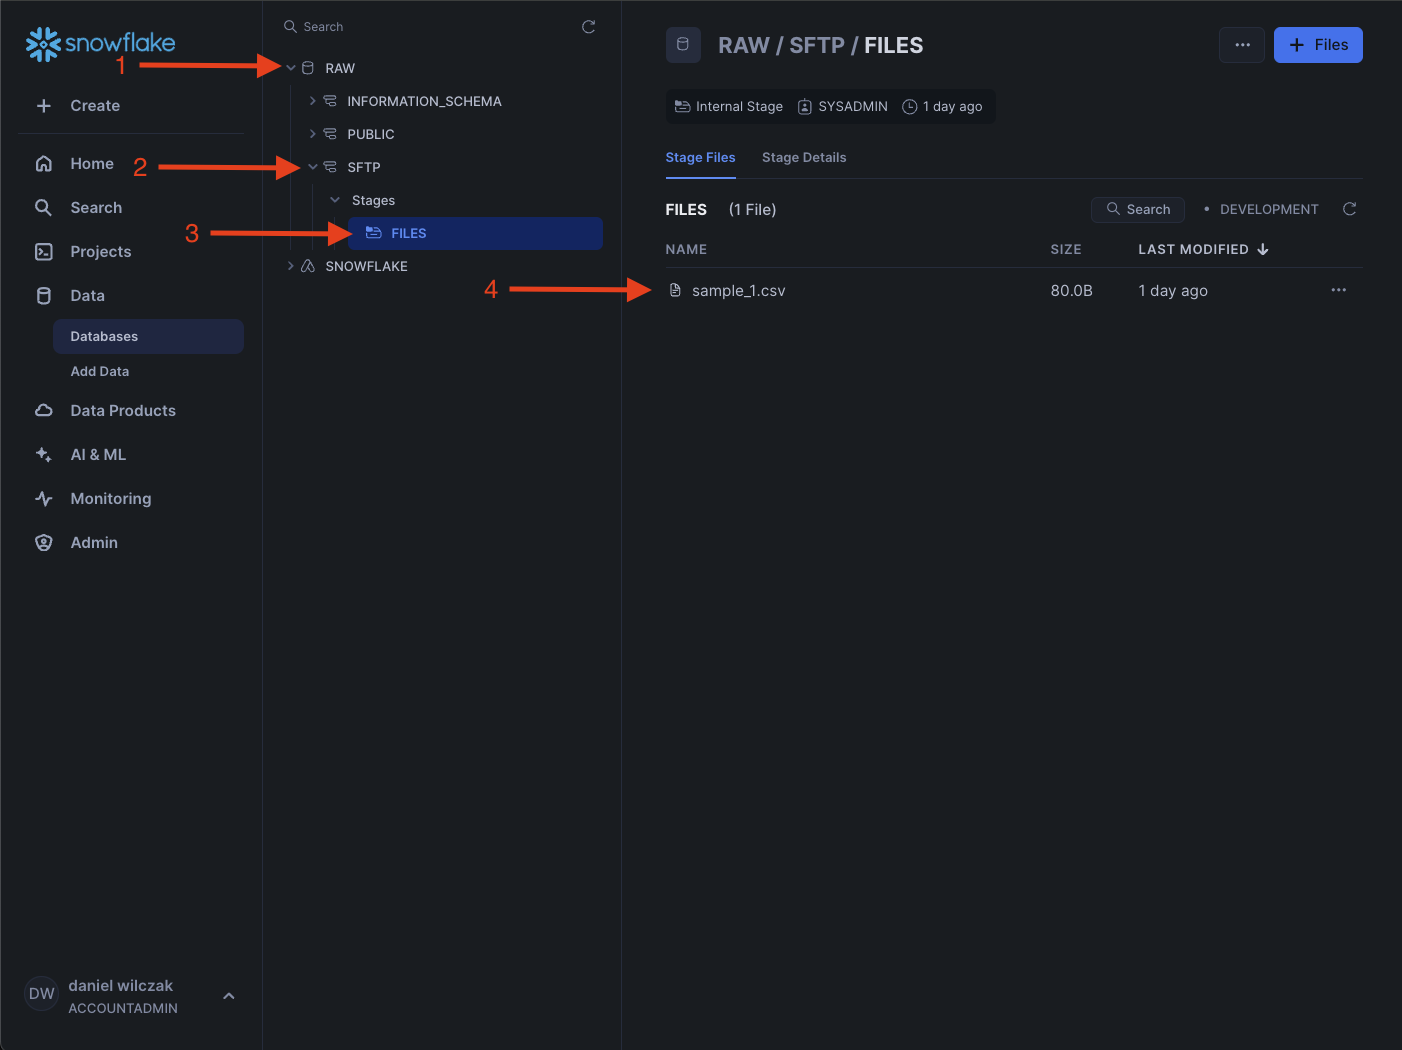 snowflake
Create
Home
Search
Projects
Data
Databases
Add Data
Data Products
AI & ML
Monitoring
Admin
DW
daniel wilczak
ACCOUNTADMIN
Search
1
RAW
INFORMATION_SCHEMA
PUBLIC
2
SFTP
Stages
3
FILES
SNOWFLAKE
RAW / SFTP / FILES
... + Files
Internal Stage SYSADMIN 1 day ago
Stage Files Stage Details
FILES (1 File) Search • DEVELOPMENT
NAME SIZE LAST MODIFIED ↓
4
sample_1.csv 80.0B 1 day ago ...